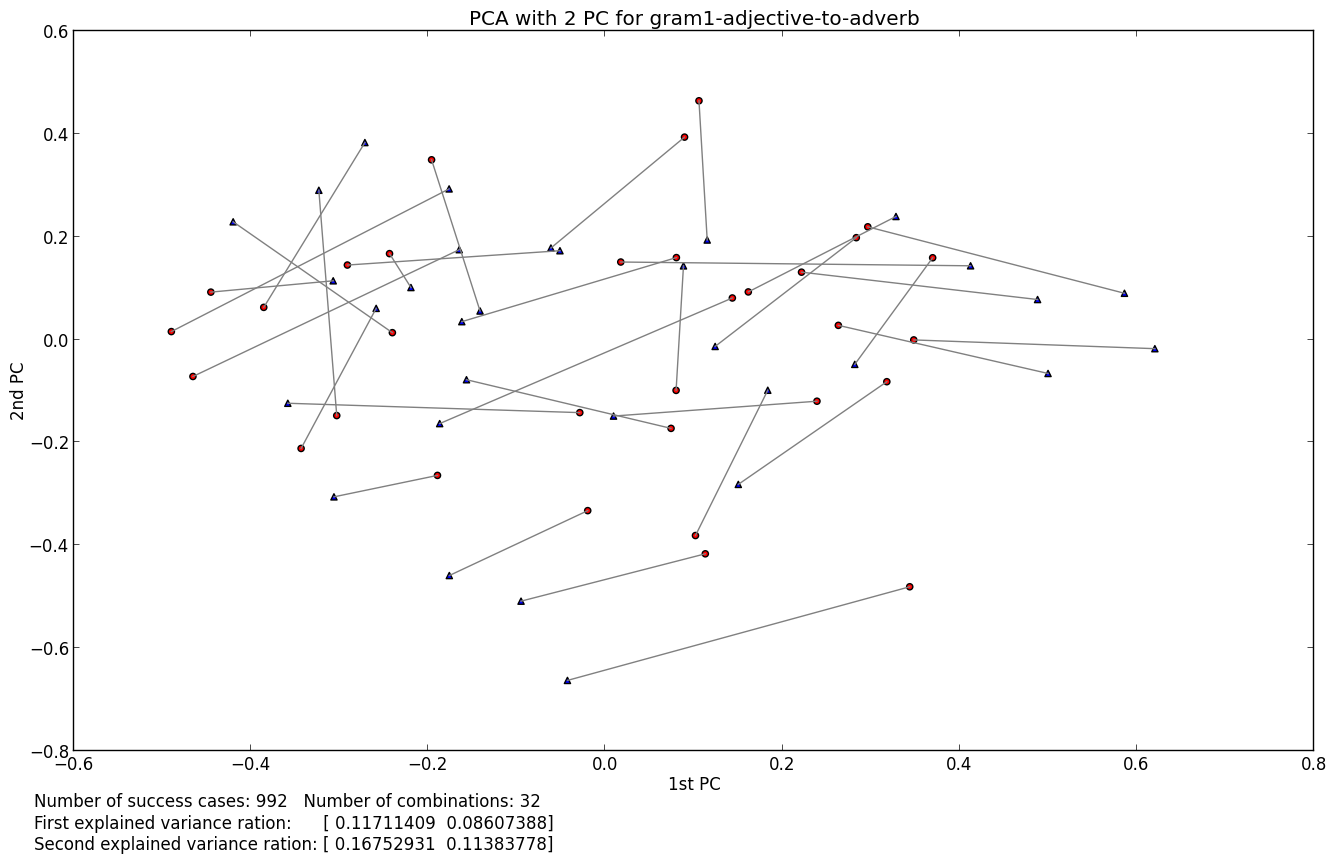 PCA with 2 PC for gram1-adjective-to-adverb
0.6
0.4
0.2
0.0
−0.2
−0.4
−0.6
−0.8
2nd PC
−0.6 −0.4 −0.2 0.0 0.2 0.4 0.6 0.8
1st PC
Number of success cases: 992 Number of combinations: 32
First explained variance ration: [ 0.11711409 0.08607388]
Second explained variance ration: [ 0.16752931 0.11383778]